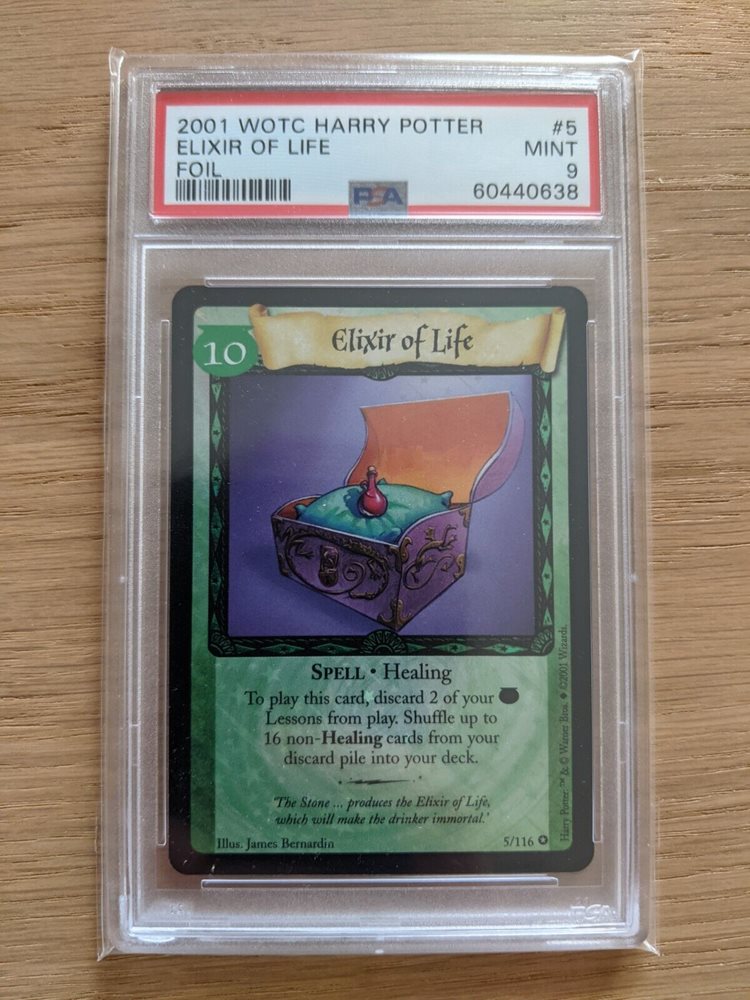 2001 WOTC HARRY POTTER #5
ELIXIR OF LIFE MINT
FOIL 9
PSA 60440638
10
Elixir of Life
SPELL • Healing
To play this card, discard 2 of your
Lessons from play. Shuffle up to
16 non-Healing cards from your
discard pile into your deck.
'The Stone ... produces the Elixir of Life,
which will make the drinker immortal.'
Illus. James Bernardin 5/116
Harry Potter ™ & © Warner Bros. ◆ ©2001 Wizards.
PSA